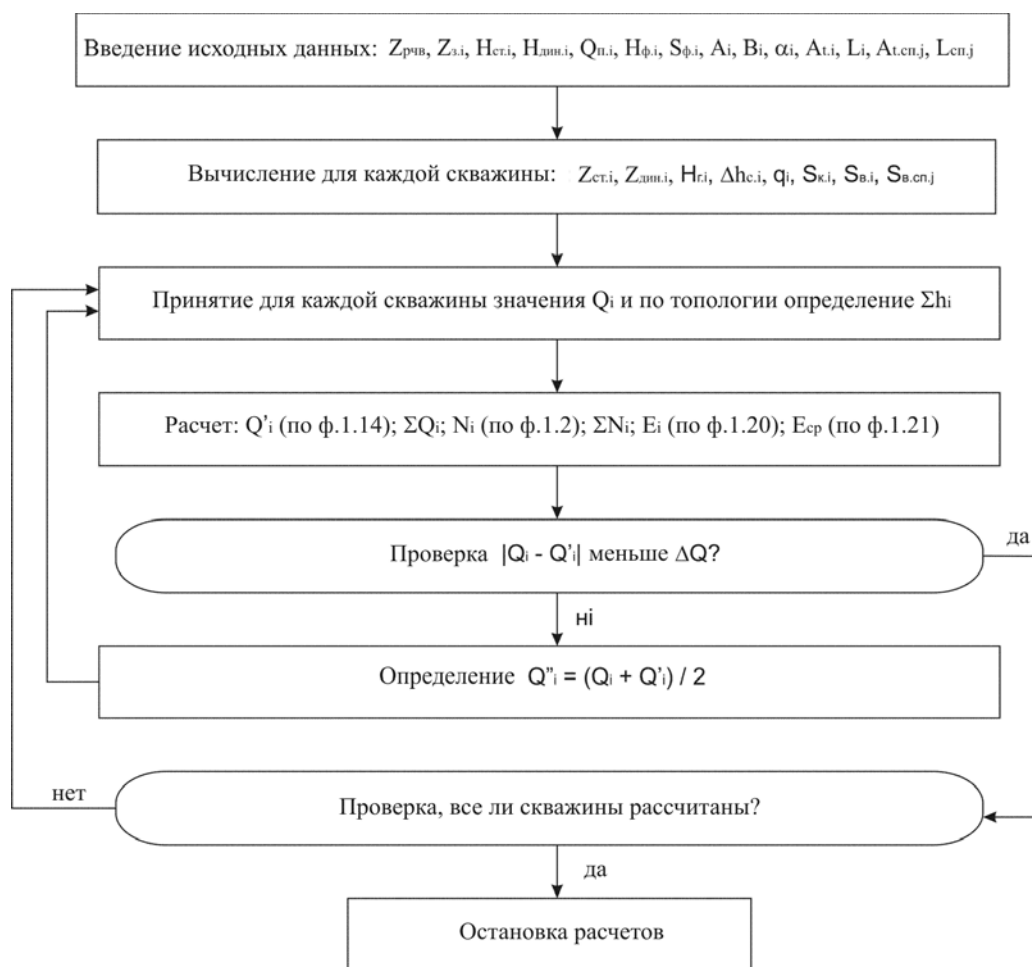 Введение исходных данных: Zрчв, Zз.i, Hст.i, Hдин.i, Qп.i, Hф.i, Sф.i, Ai, Bi, αi, At.i, Li, At.сп.j, Lсп.j
Вычисление для каждой скважины: Zст.i, Zдин.i, Hг.i, Δhс.i, qi, Sк.i, Sв.i, Sв.сп.j
Принятие для каждой скважины значения Qi и по топологии определение Σhi
Расчет: Q’i (по ф.1.14); ΣQi; Ni (по ф.1.2); ΣNi; Ei (по ф.1.20); Eср (по ф.1.21)
Проверка |Qi - Q’i| меньше ΔQ?
да
ні
Определение Q”i = (Qi + Q’i) / 2
нет
Проверка, все ли скважины рассчитаны?
да
Остановка расчетов